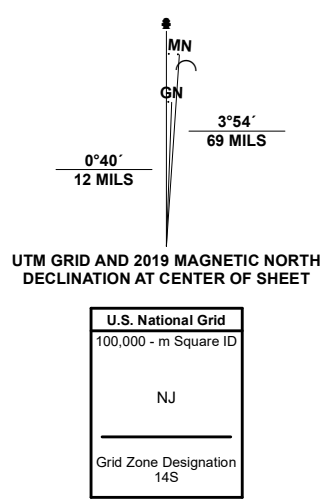 MN
GN
3°54´
69 MILS
0°40´
12 MILS
UTM GRID AND 2019 MAGNETIC NORTH
DECLINATION AT CENTER OF SHEET
U.S. National Grid
100,000 - m Square ID
NJ
Grid Zone Designation
14S